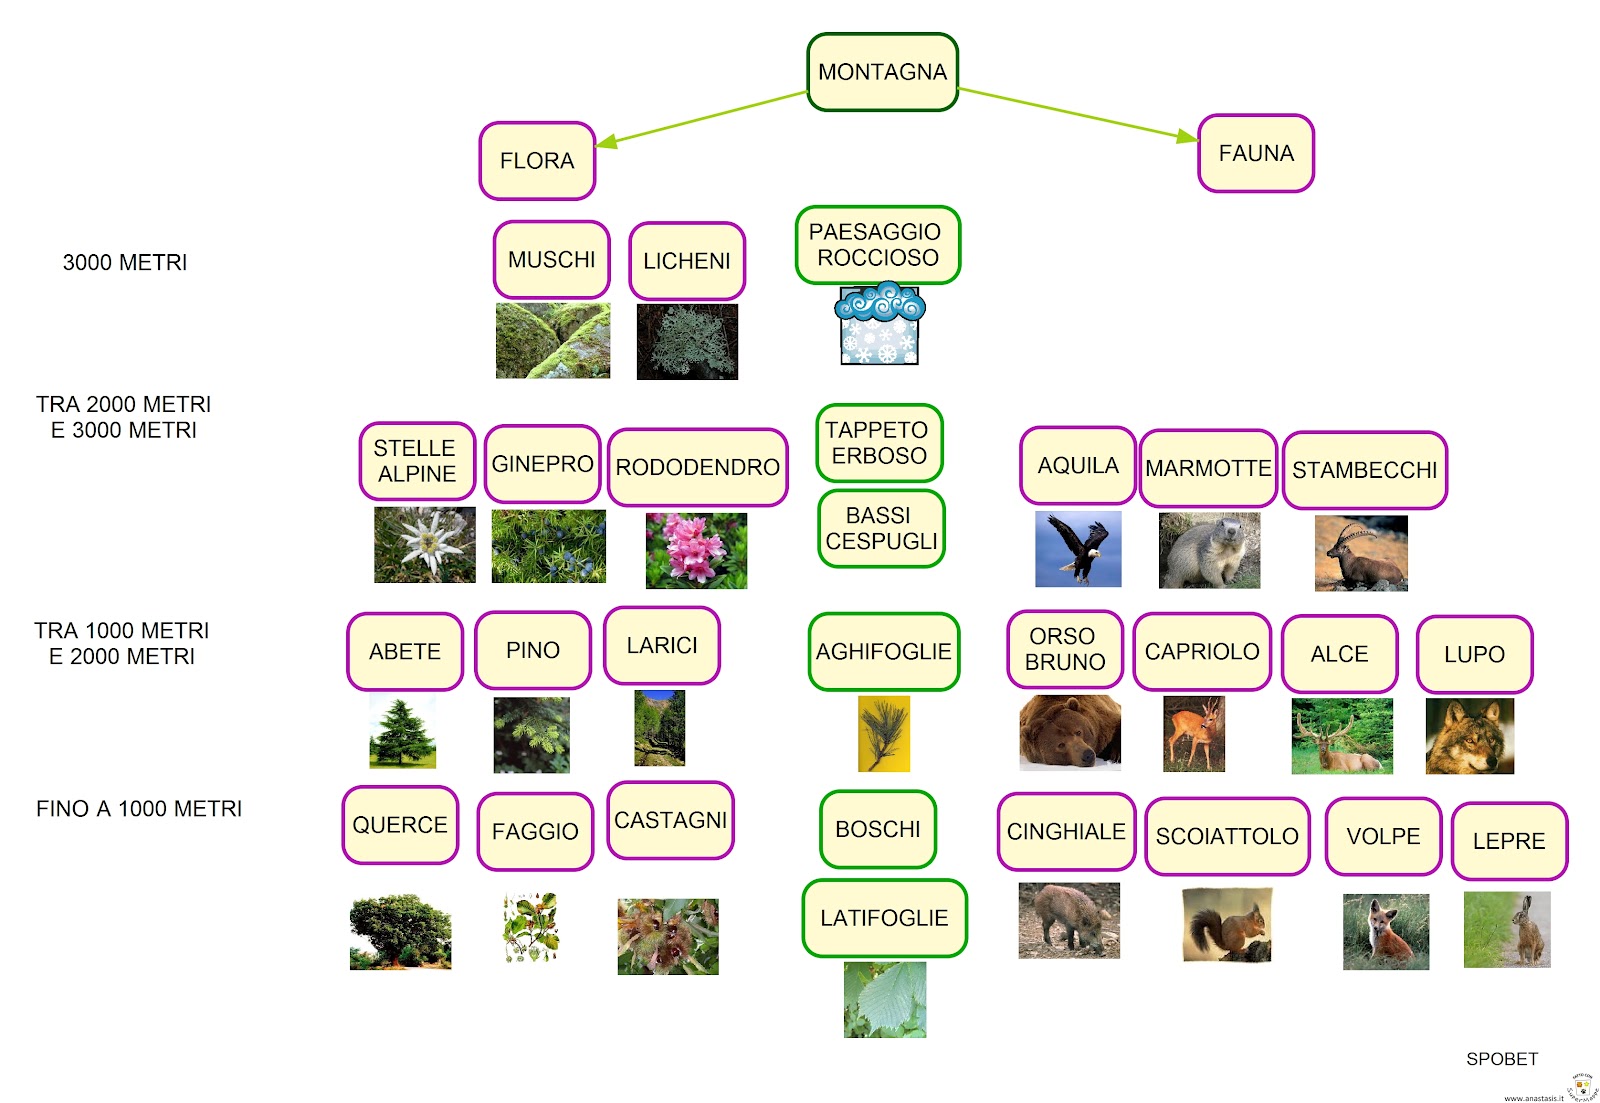 MONTAGNA
FLORA
FAUNA
3000 METRI
MUSCHI
LICHENI
PAESAGGIO
ROCCIOSO
TRA 2000 METRI
E 3000 METRI
STELLE
ALPINE
GINEPRO
RODODENDRO
TAPPETO
ERBOSO
BASSI
CESPUGLI
AQUILA
MARMOTTE
STAMBECCHI
TRA 1000 METRI
E 2000 METRI
ABETE
PINO
LARICI
AGHIFOGLIE
ORSO
BRUNO
CAPRIOLO
ALCE
LUPO
FINO A 1000 METRI
QUERCE
FAGGIO
CASTAGNI
BOSCHI
LATIFOGLIE
CINGHIALE
SCOIATTOLO
VOLPE
LEPRE
SPOBET
www.anastasis.it